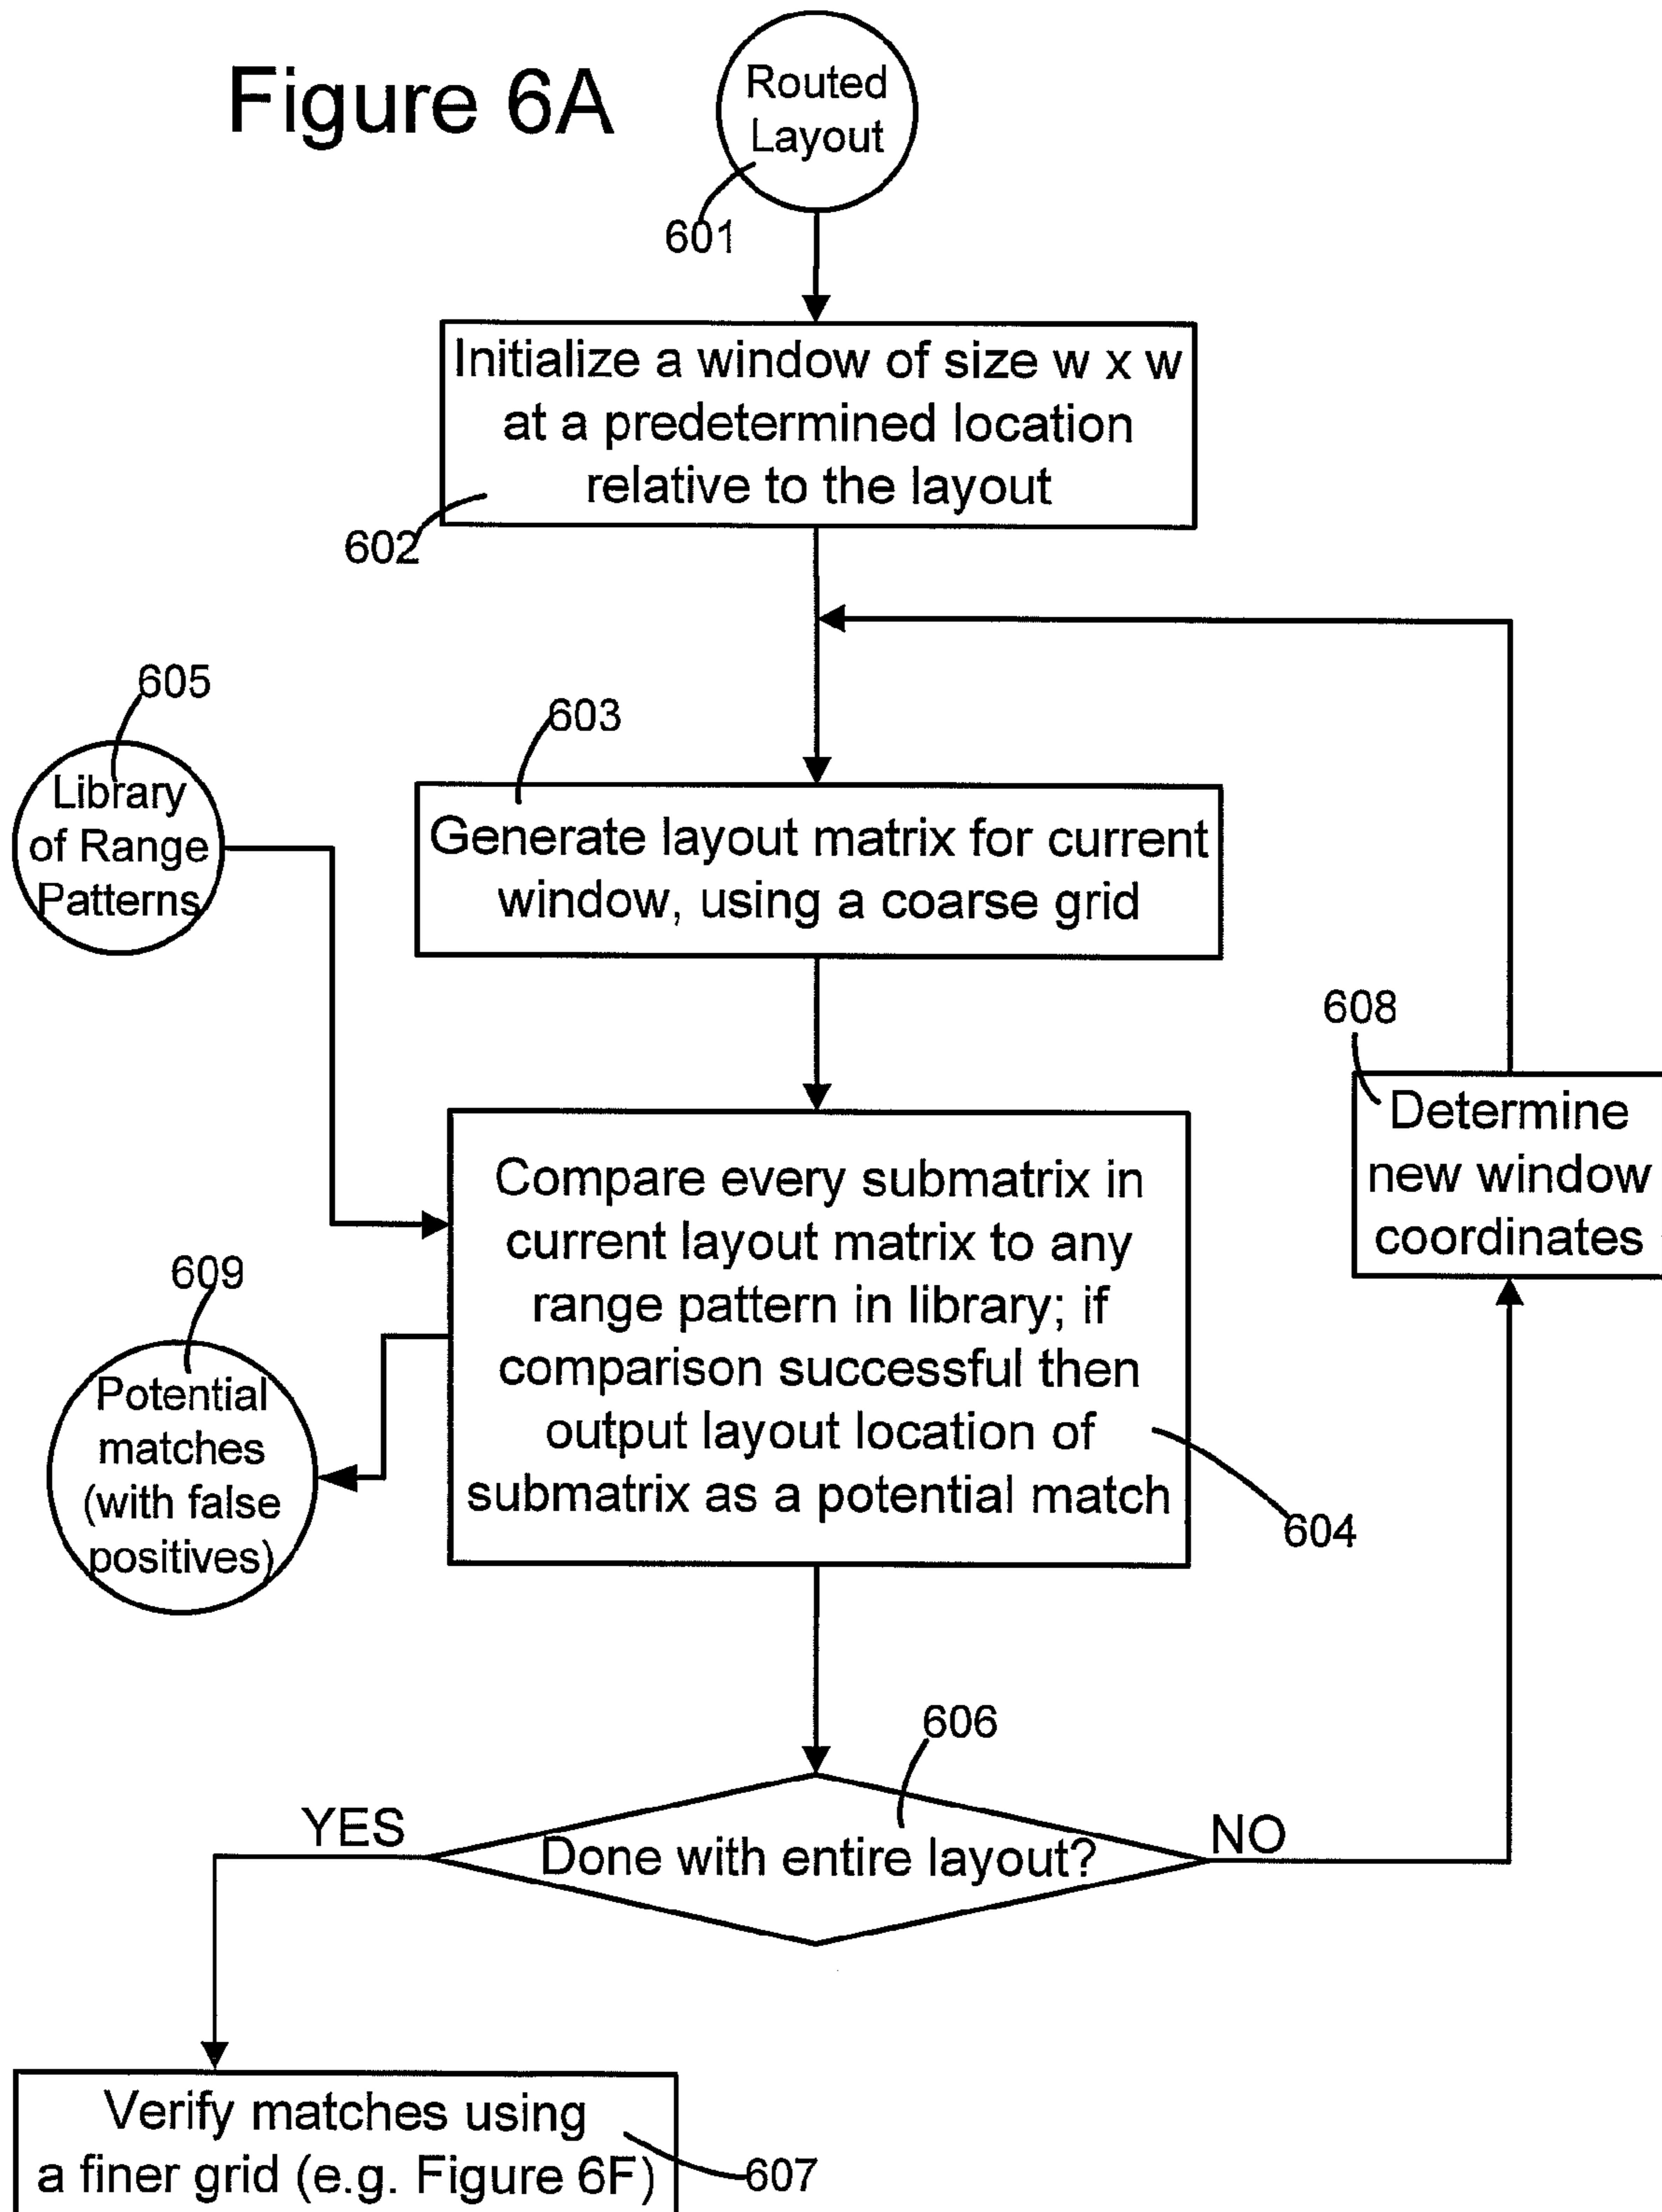 Figure 6A
Routed
Layout
601
Initialize a window of size w x w
at a predetermined location
relative to the layout
602
605
Library
of Range
Patterns
603
Generate layout matrix for current
window, using a coarse grid
608
Determine
new window
coordinates
Compare every submatrix in
current layout matrix to any
range pattern in library; if
comparison successful then
output layout location of
submatrix as a potential match
604
609
Potential
matches
(with false
positives)
606
YES
Done with entire layout?
NO
Verify matches using
a finer grid (e.g. Figure 6F)
607